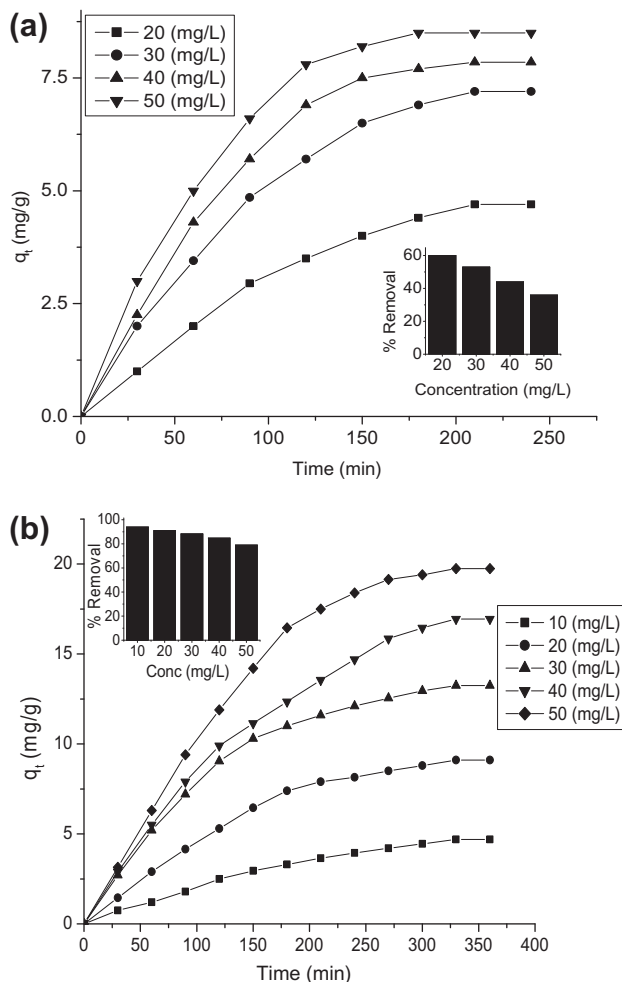 (a)
20 (mg/L)
30 (mg/L)
40 (mg/L)
50 (mg/L)
qt (mg/g)
7.5
5.0
2.5
0.0
0 50 100 150 200 250
Time (min)
% Removal
60
40
20
0
20 30 40 50
Concentration (mg/L)
(b)
% Removal
100
80
60
40
20
0
10 20 30 40 50
Conc (mg/L)
10 (mg/L)
20 (mg/L)
30 (mg/L)
40 (mg/L)
50 (mg/L)
qt (mg/g)
20
15
10
5
0
0 50 100 150 200 250 300 350 400
Time (min)